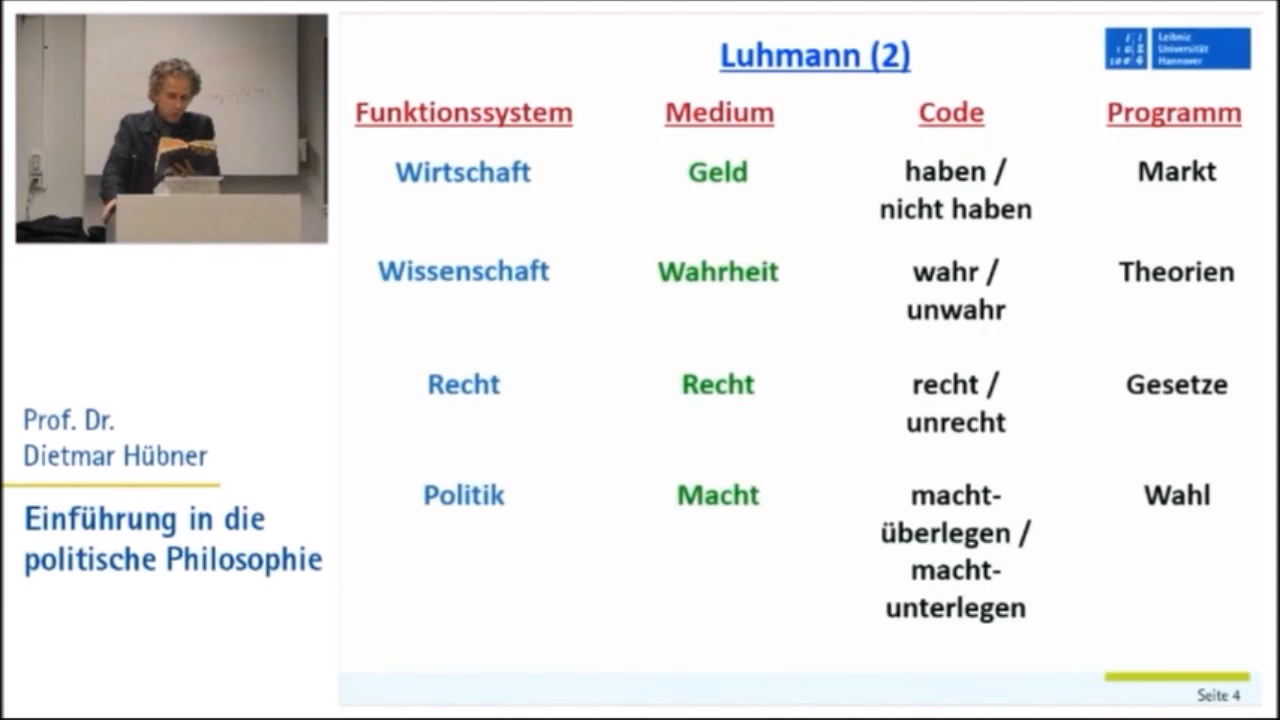 Luhmann (2)
Leibniz
Universität
Hannover
Funktionssystem Medium Code Programm
Wirtschaft Geld haben / Markt
nicht haben
Wissenschaft Wahrheit wahr / Theorien
unwahr
Recht Recht recht / Gesetze
unrecht
Politik Macht macht- Wahl
überlegen /
macht-
unterlegen
Prof. Dr.
Dietmar Hübner
Einführung in die
politische Philosophie
Seite 4